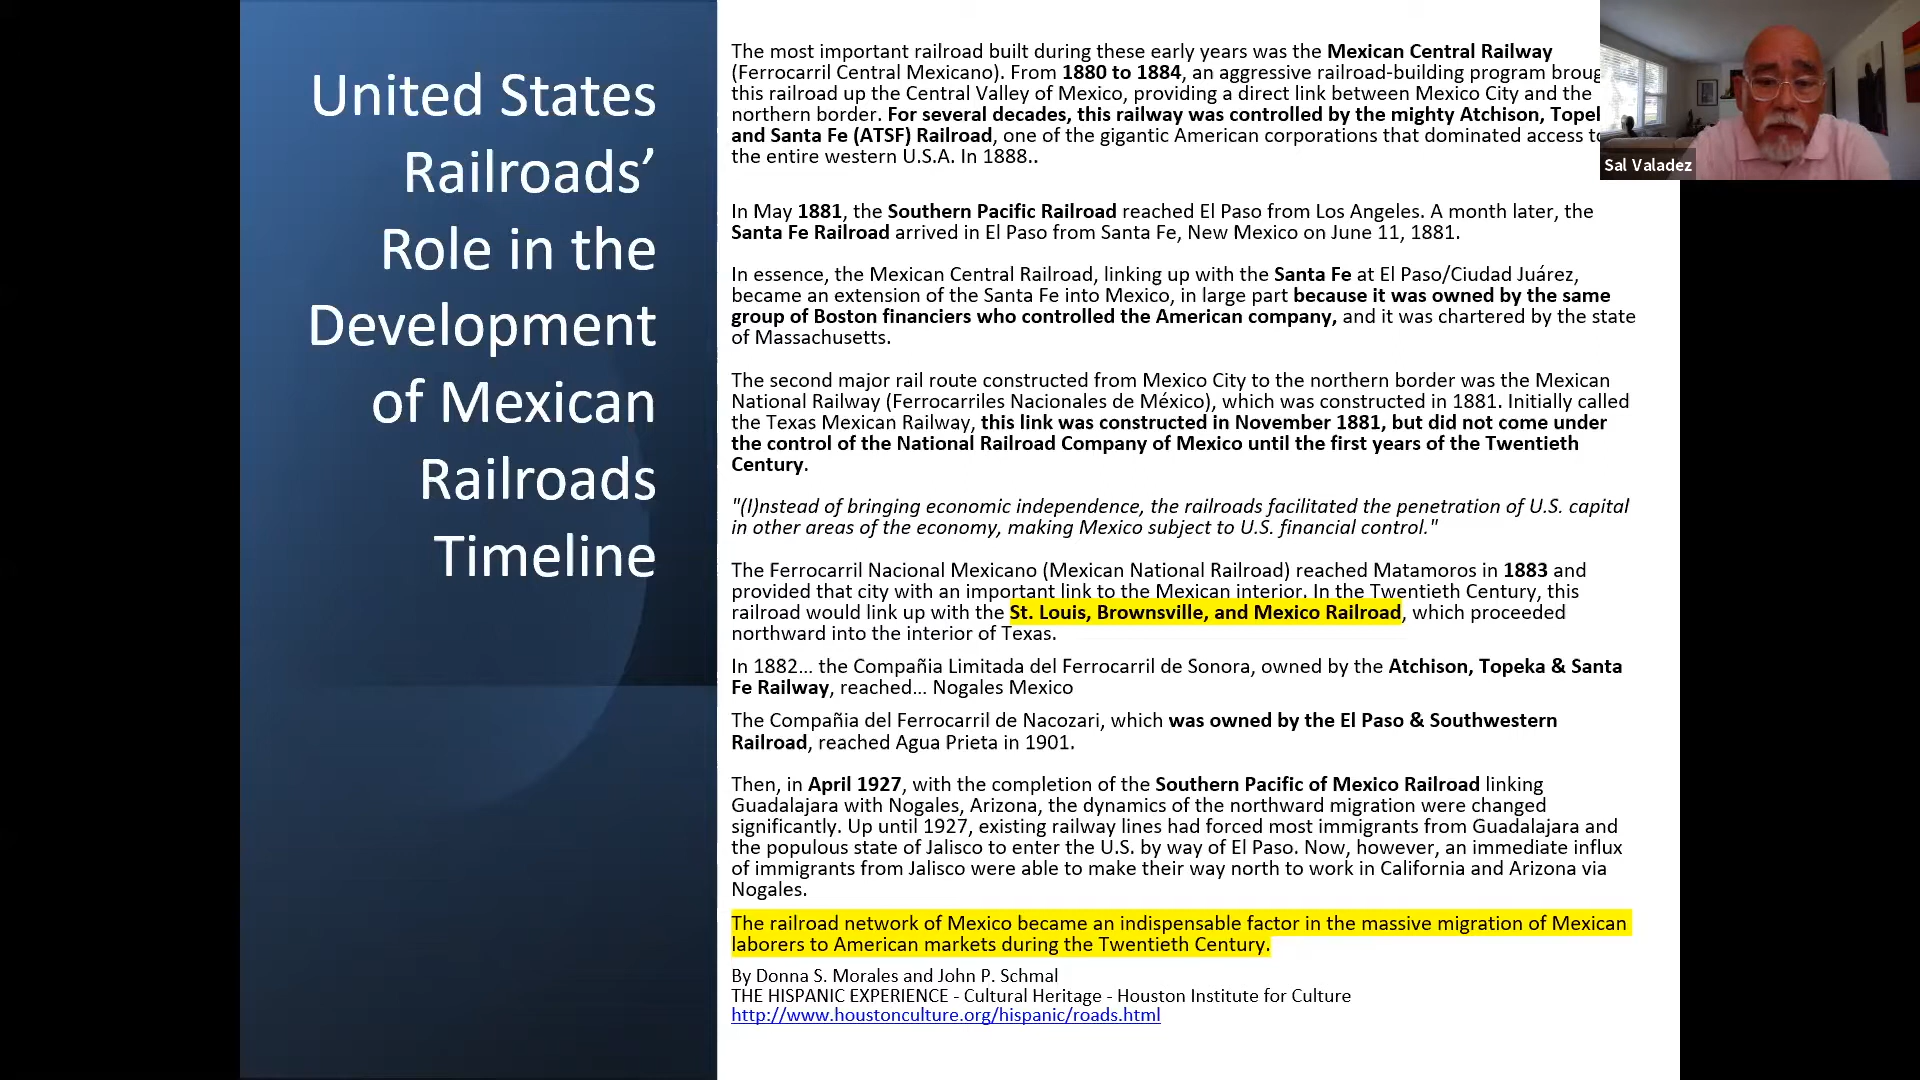 United States
Railroads’
Role in the
Development
of Mexican
Railroads
Timeline
The most important railroad built during these early years was the Mexican Central Railway
(Ferrocarril Central Mexicano). From 1880 to 1884, an aggressive railroad-building program broug
this railroad up the Central Valley of Mexico, providing a direct link between Mexico City and the
northern border. For several decades, this railway was controlled by the mighty Atchison, Topek
and Santa Fe (ATSF) Railroad, one of the gigantic American corporations that dominated access to
the entire western U.S.A. In 1888..
In May 1881, the Southern Pacific Railroad reached El Paso from Los Angeles. A month later, the
Santa Fe Railroad arrived in El Paso from Santa Fe, New Mexico on June 11, 1881.
In essence, the Mexican Central Railroad, linking up with the Santa Fe at El Paso/Ciudad Juárez,
became an extension of the Santa Fe into Mexico, in large part because it was owned by the same
group of Boston financiers who controlled the American company, and it was chartered by the state
of Massachusetts.
The second major rail route constructed from Mexico City to the northern border was the Mexican
National Railway (Ferrocarriles Nacionales de México), which was constructed in 1881. Initially called
the Texas Mexican Railway, this link was constructed in November 1881, but did not come under
the control of the National Railroad Company of Mexico until the first years of the Twentieth
Century.
"(I)nstead of bringing economic independence, the railroads facilitated the penetration of U.S. capital
in other areas of the economy, making Mexico subject to U.S. financial control."
The Ferrocarril Nacional Mexicano (Mexican National Railroad) reached Matamoros in 1883 and
provided that city with an important link to the Mexican interior. In the Twentieth Century, this
railroad would link up with the St. Louis, Brownsville, and Mexico Railroad, which proceeded
northward into the interior of Texas.
In 1882... the Compañia Limitada del Ferrocarril de Sonora, owned by the Atchison, Topeka & Santa
Fe Railway, reached... Nogales Mexico
The Compañia del Ferrocarril de Nacozari, which was owned by the El Paso & Southwestern
Railroad, reached Agua Prieta in 1901.
Then, in April 1927, with the completion of the Southern Pacific of Mexico Railroad linking
Guadalajara with Nogales, Arizona, the dynamics of the northward migration were changed
significantly. Up until 1927, existing railway lines had forced most immigrants from Guadalajara and
the populous state of Jalisco to enter the U.S. by way of El Paso. Now, however, an immediate influx
of immigrants from Jalisco were able to make their way north to work in California and Arizona via
Nogales.
The railroad network of Mexico became an indispensable factor in the massive migration of Mexican
laborers to American markets during the Twentieth Century.
By Donna S. Morales and John P. Schmal
THE HISPANIC EXPERIENCE - Cultural Heritage - Houston Institute for Culture
http://www.houstonculture.org/hispanic/roads.html
Sal Valadez